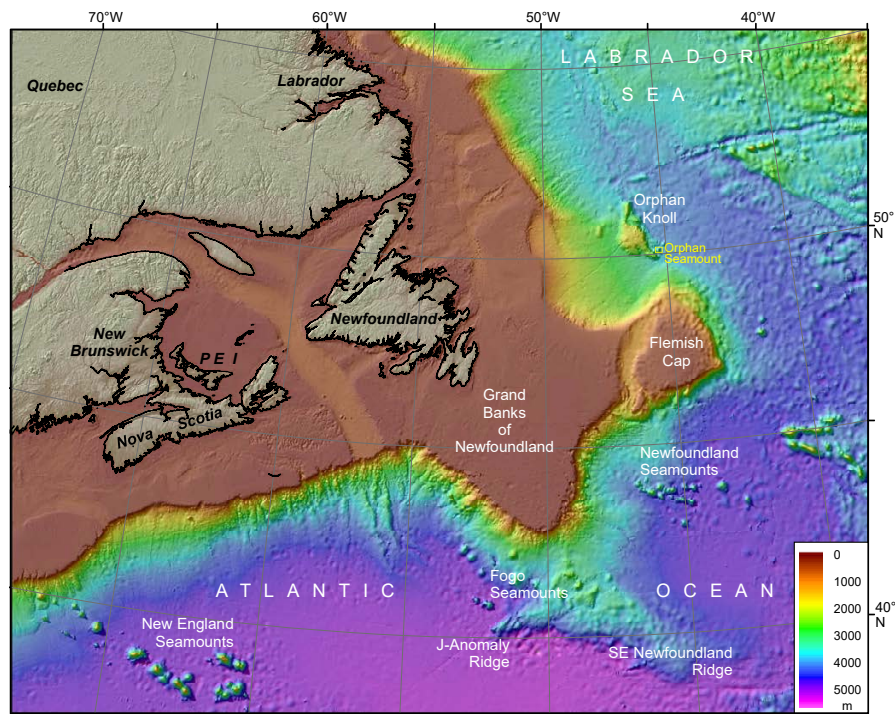 70°W
60°W
50°W
40°W
L A B R A D O R
S E A
Quebec
Labrador
Orphan
Knoll
50°
N
Orphan
Seamount
Newfoundland
New
Brunswick
P E I
Flemish
Cap
Grand
Banks
of
Newfoundland
Nova
Scotia
Newfoundland
Seamounts
A T L A N T I C
O C E A N
Fogo
Seamounts
New England
Seamounts
J-Anomaly
Ridge
SE Newfoundland
Ridge
40°
N
0
1000
2000
3000
4000
5000
m